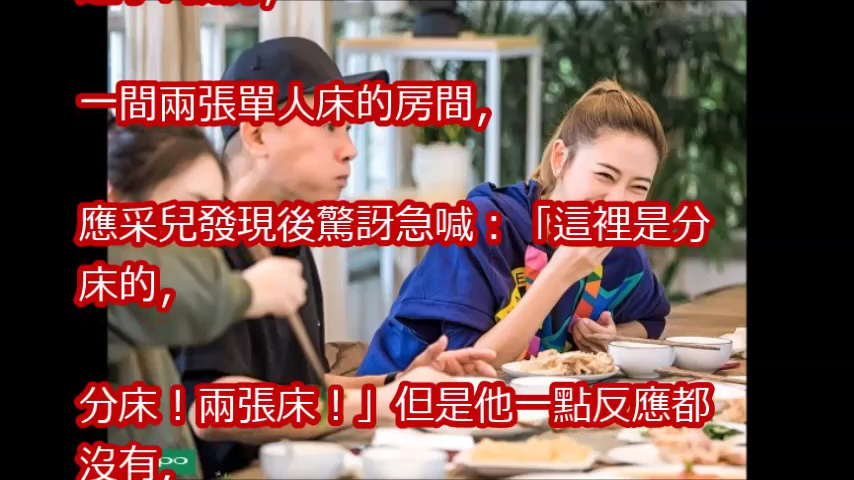 一間兩張單人床的房間，
應采兒發現後驚訝急喊：「這裡是分
床的，
分床！兩張床！」但是他一點反應都
沒有，